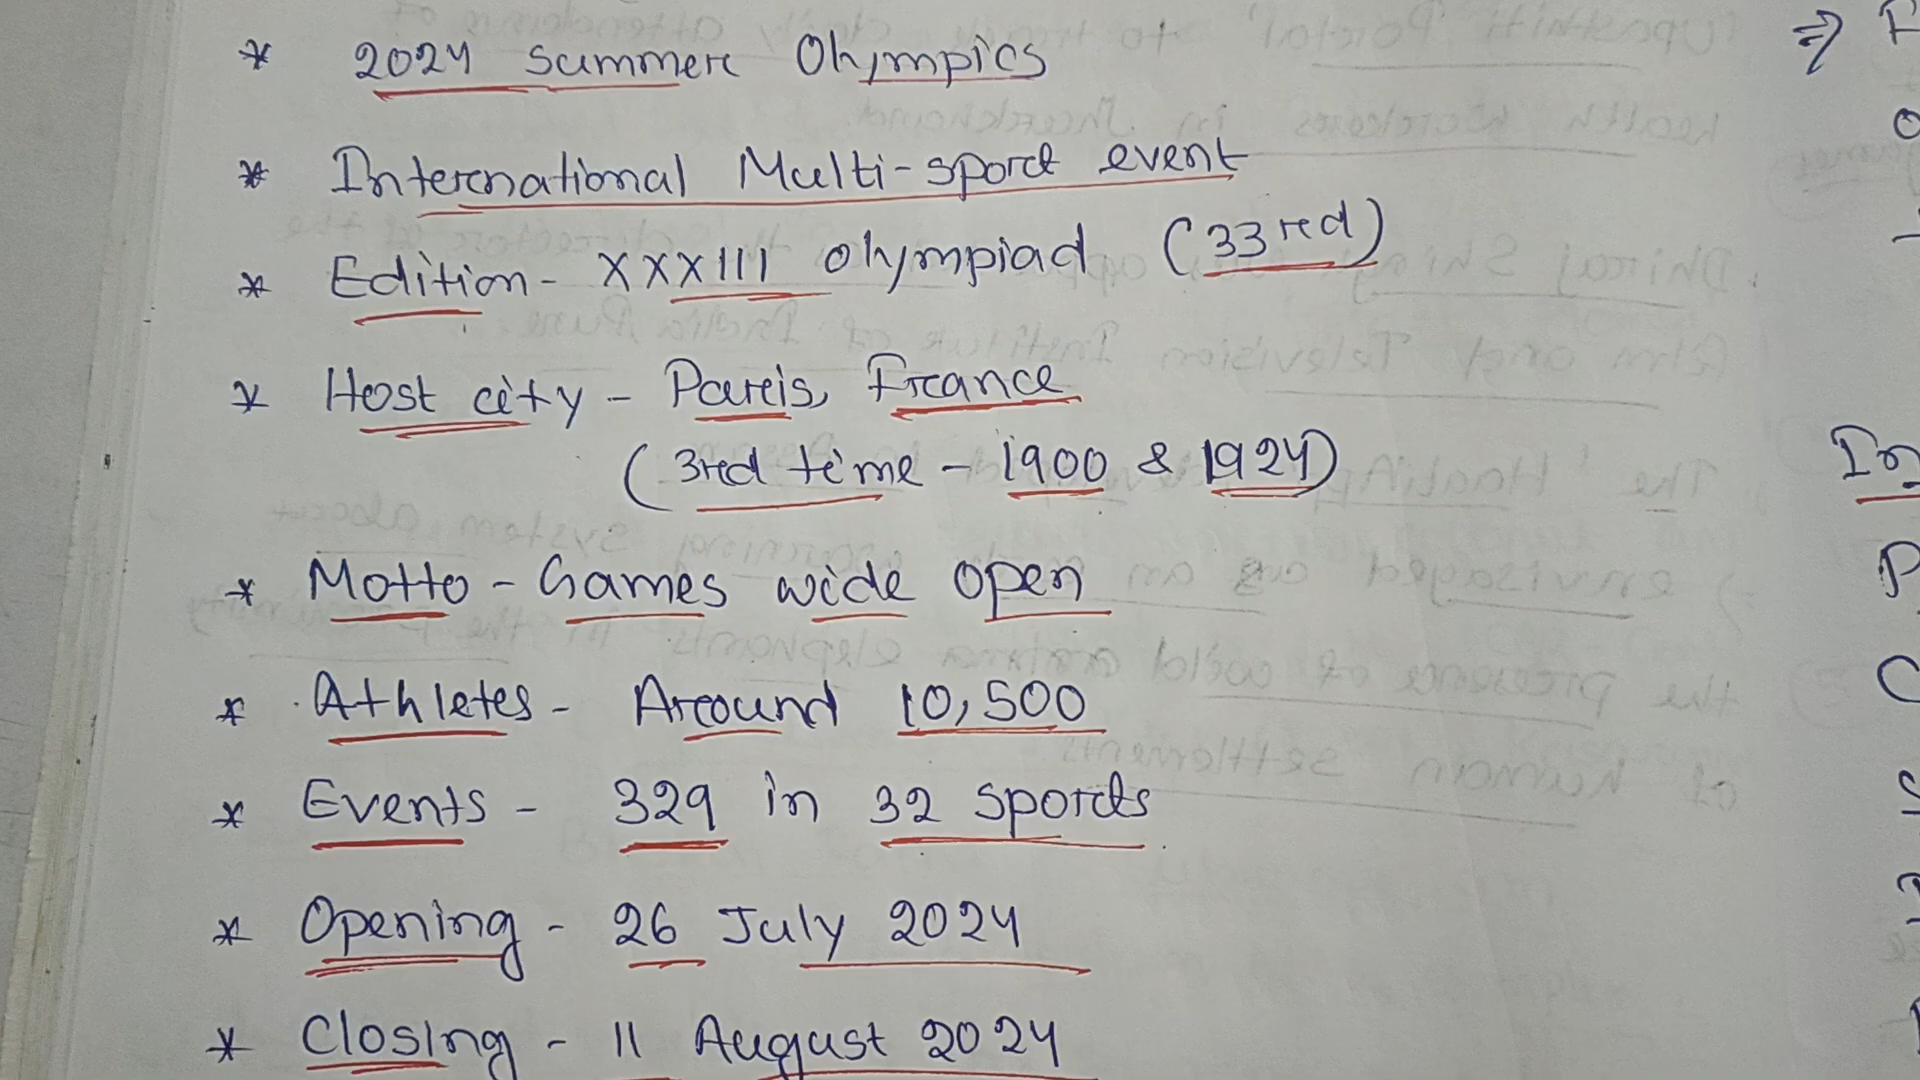 * 2024 Summer Olympics
* International Multi-sport event
* Edition - XXXIII Olympiad (33rd)
* Host city - Paris, France
(3rd time - 1900 & 1924)
* Motto - Games wide open
* Athletes - Around 10,500
* Events - 329 in 32 sports
* Opening - 26 July 2024
* Closing - 11 August 2024